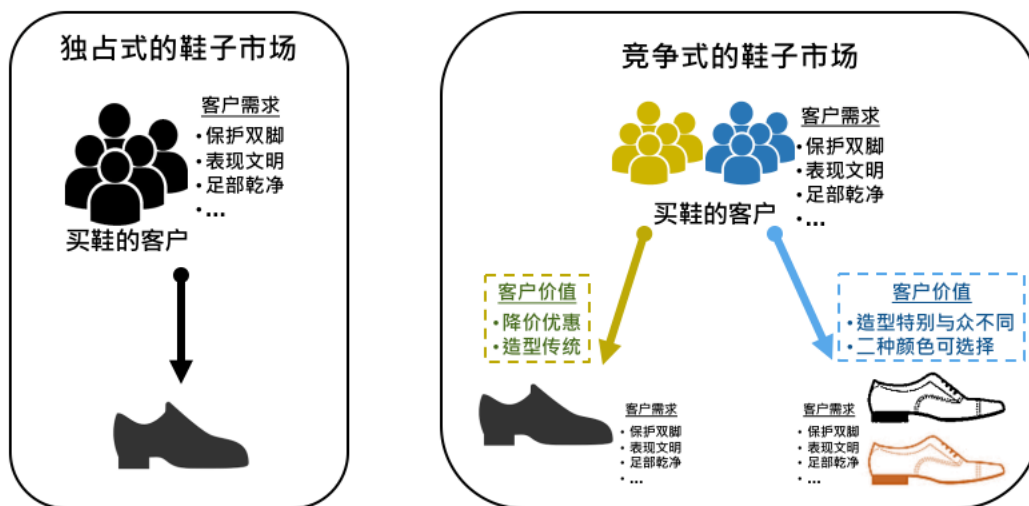 独占式的鞋子市场
客户需求
•保护双脚
•表现文明
•足部乾净
•...
买鞋的客户
竞争式的鞋子市场
客户需求
•保护双脚
•表现文明
•足部乾净
•...
买鞋的客户
客户价值
•降价优惠
•造型传统
客户价值
•造型特别与众不同
•二种颜色可选择
客户需求
•保护双脚
•表现文明
•足部乾净
•...
客户需求
•保护双脚
•表现文明
•足部乾净
•...